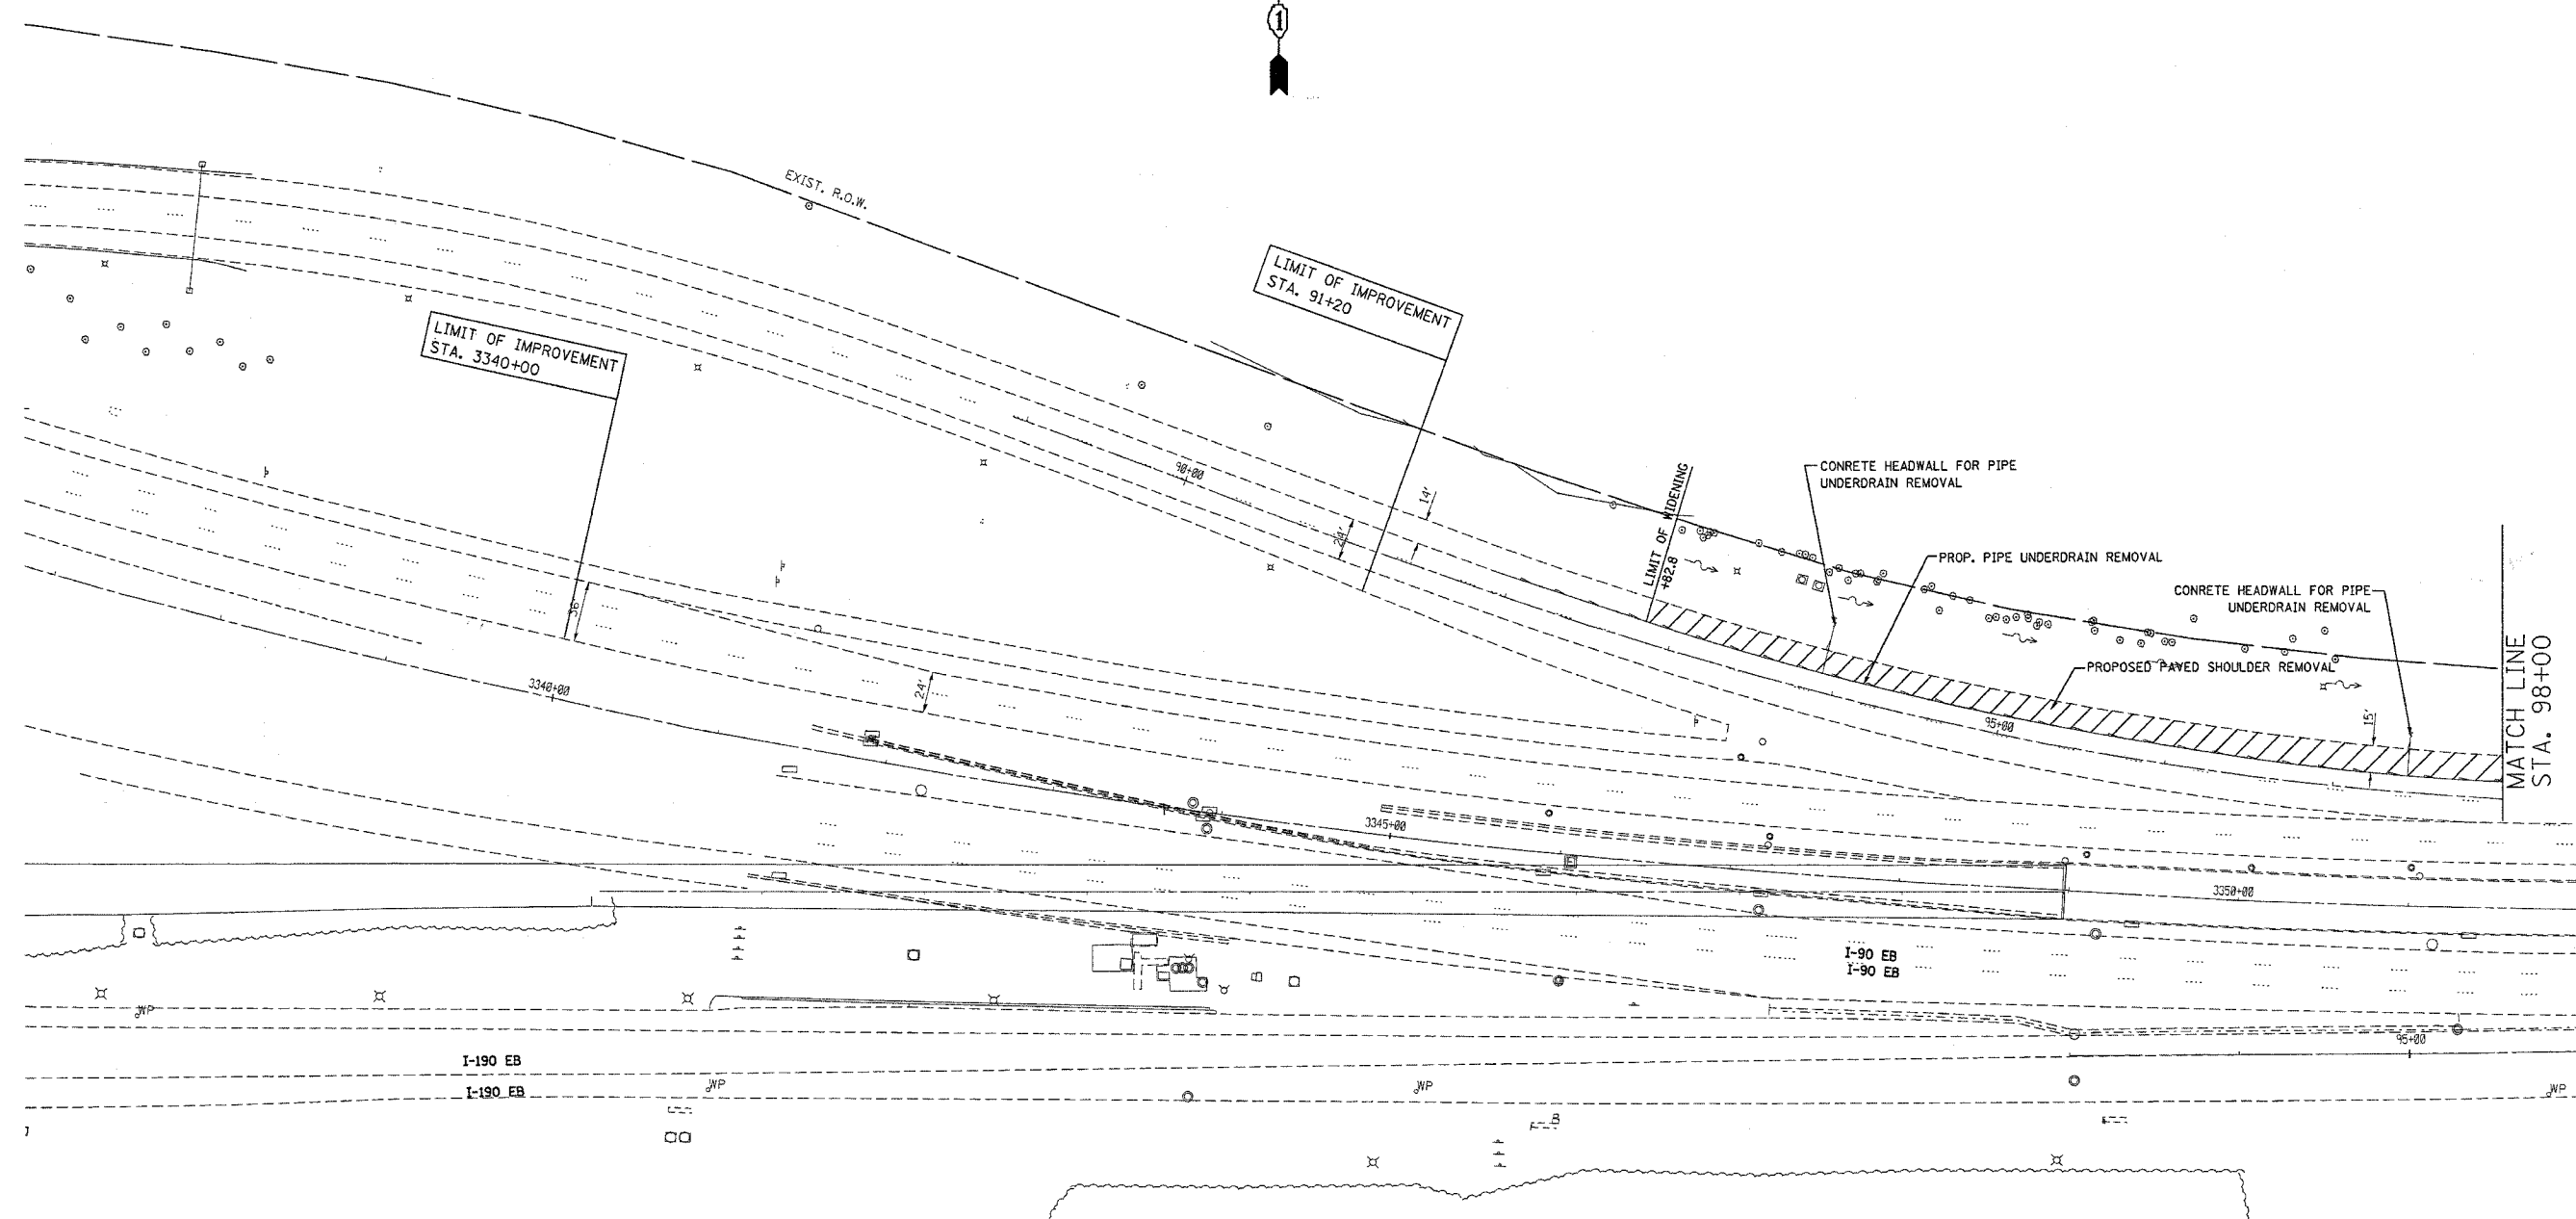 1
EXIST. R.O.W.
LIMIT OF IMPROVEMENT
STA. 91+20
LIMIT OF IMPROVEMENT
STA. 3340+00
90+00
14'
24'
LIMIT OF WIDENING
+82.8
CONRETE HEADWALL FOR PIPE
UNDERDRAIN REMOVAL
PROP. PIPE UNDERDRAIN REMOVAL
CONRETE HEADWALL FOR PIPE
UNDERDRAIN REMOVAL
PROPOSED PAVED SHOULDER REMOVAL
MATCH LINE
STA. 98+00
36'
24'
3340+00
95+00
15'
3345+00
3350+00
I-90 EB
I-90 EB
WP
I-190 EB
I-190 EB
WP
WP
95+00
WP